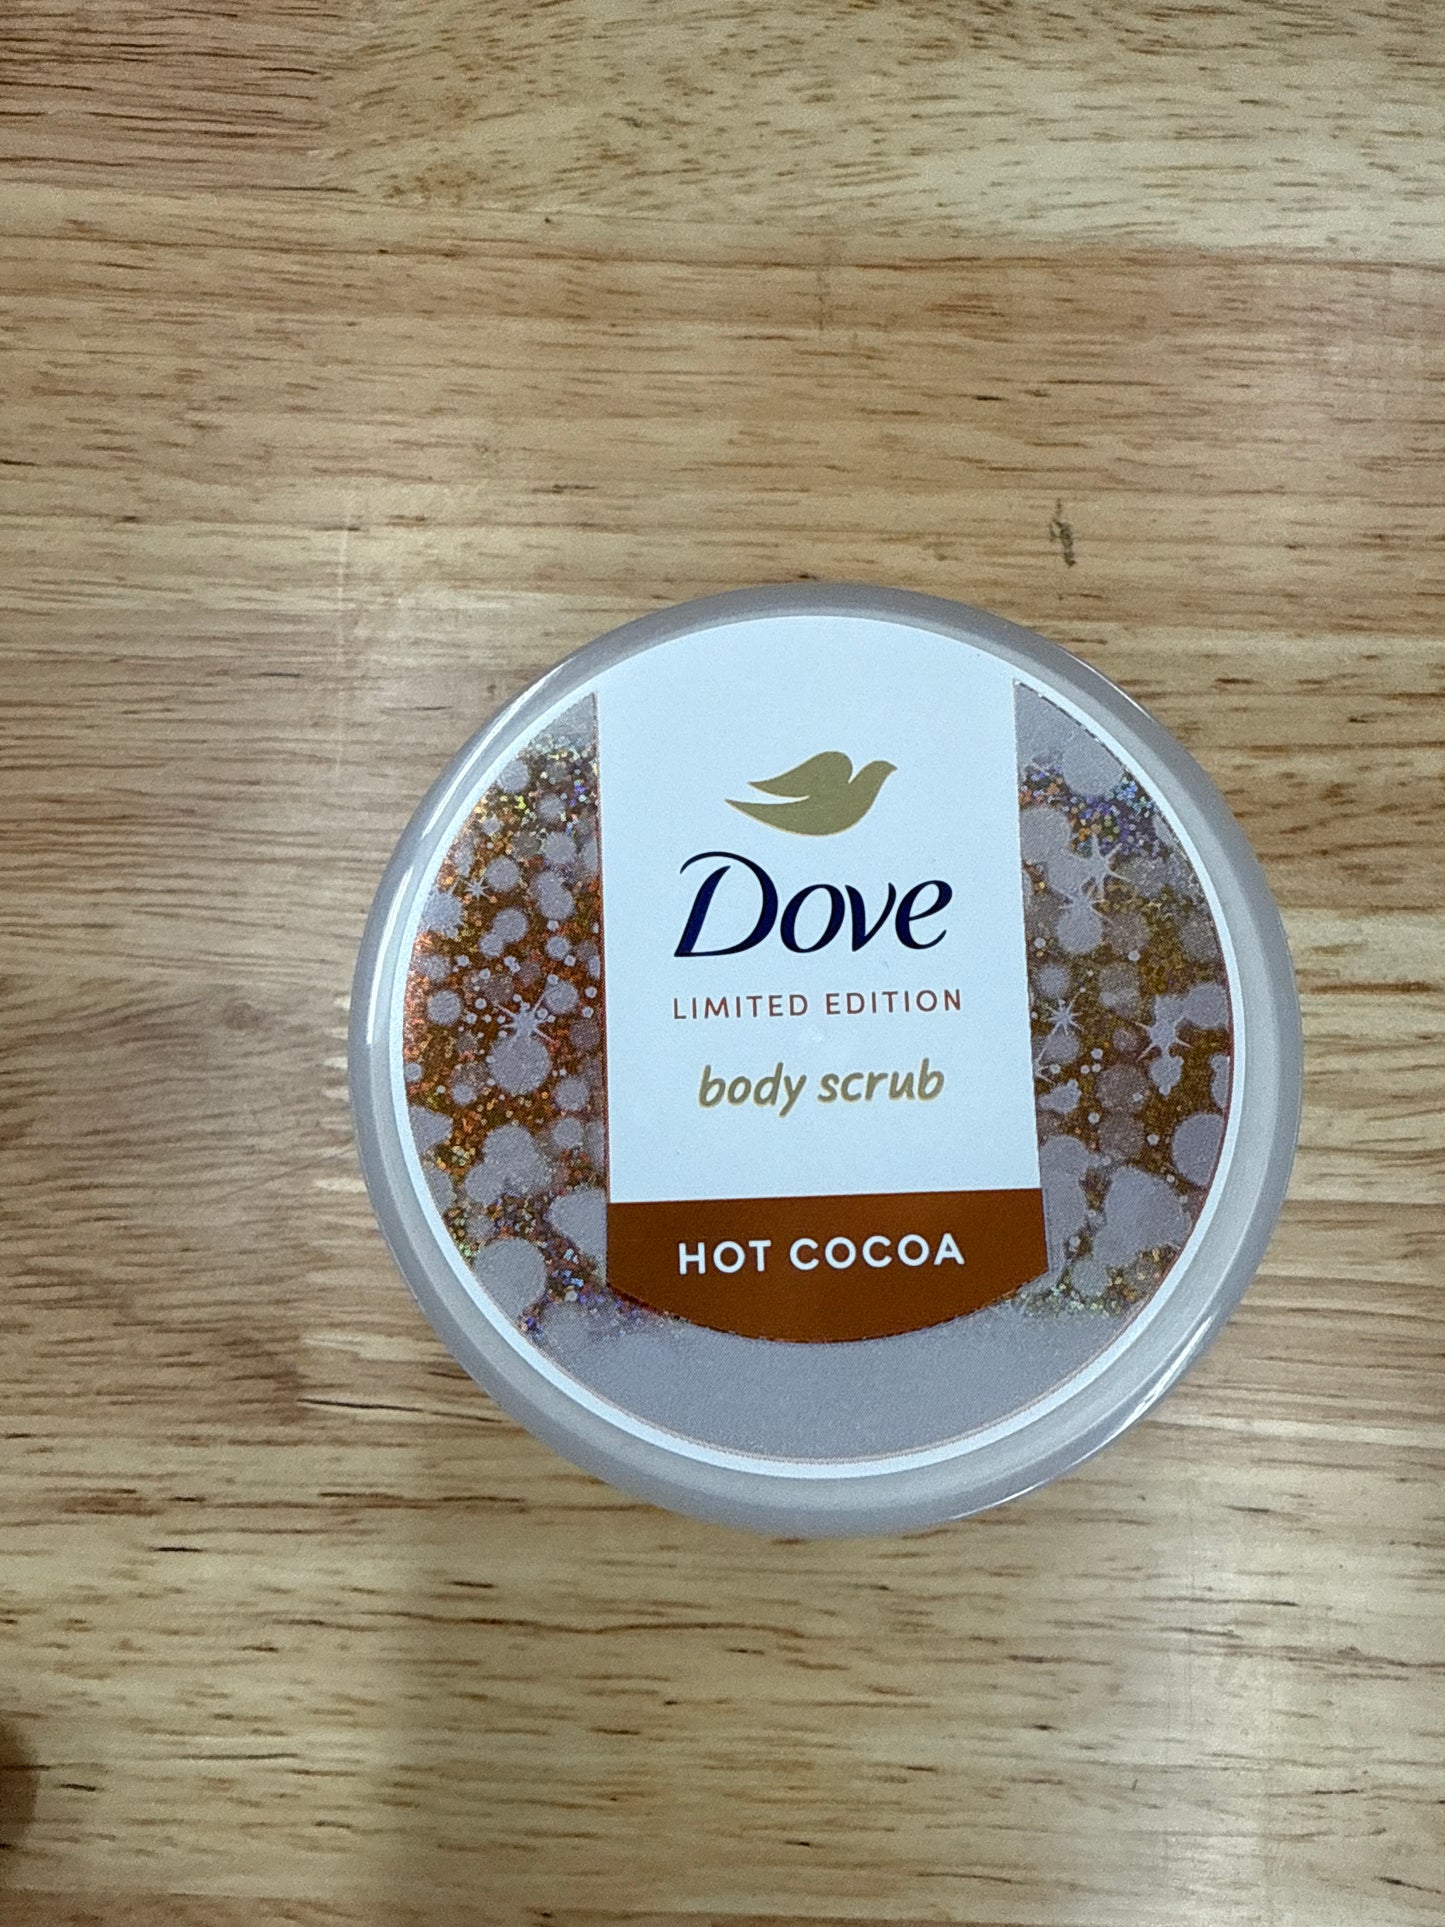 Dove
LIMITED EDITION
body scrub
HOT COCOA